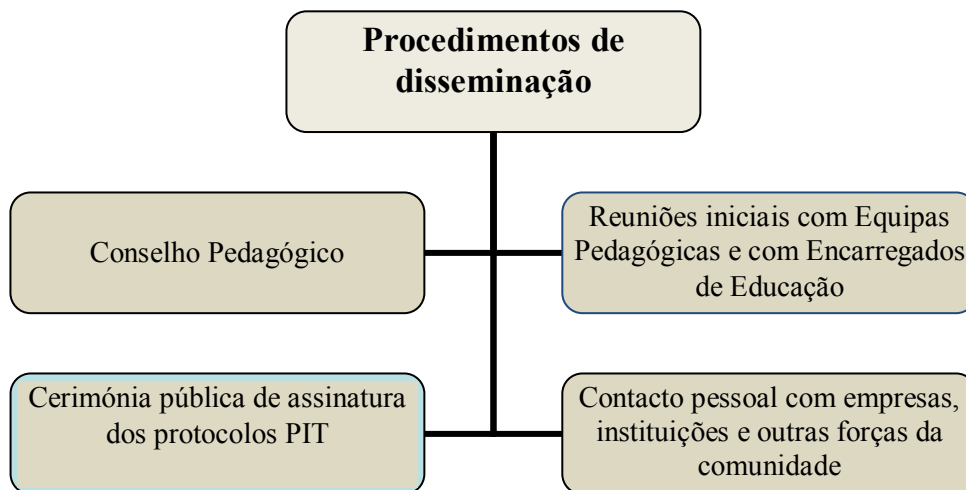 Procedimentos de
disseminação
Conselho Pedagógico
Reuniões iniciais com Equipas
Pedagógicas e com Encarregados
de Educação
Cerimónia pública de assinatura
dos protocolos PIT
Contacto pessoal com empresas,
instituições e outras forças da
comunidade